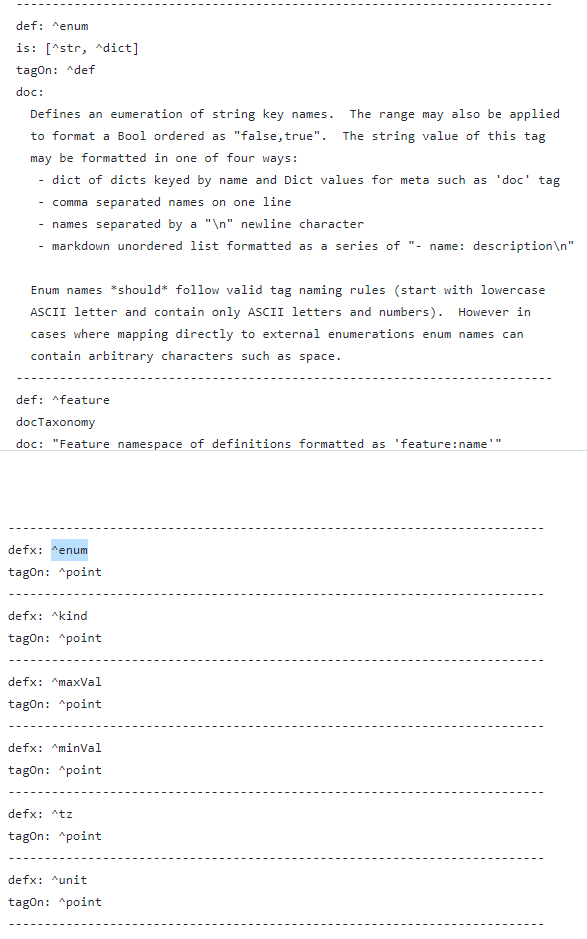 ---------------------------------------------------------------------------
def: ^enum
is: [^str, ^dict]
tagOn: ^def
doc:
  Defines an eumeration of string key names.  The range may also be applied
  to format a Bool ordered as "false,true".  The string value of this tag
  may be formatted in one of four ways:
   - dict of dicts keyed by name and Dict values for meta such as 'doc' tag
   - comma separated names on one line
   - names separated by a "\n" newline character
   - markdown unordered list formatted as a series of "- name: description\n"

  Enum names *should* follow valid tag naming rules (start with lowercase
  ASCII letter and contain only ASCII letters and numbers).  However in
  cases where mapping directly to external enumerations enum names can
  contain arbitrary characters such as space.
---------------------------------------------------------------------------
def: ^feature
docTaxonomy
doc: "Feature namespace of definitions formatted as 'feature:name'"
---------------------------------------------------------------------------
defx: ^enum
tagOn: ^point
---------------------------------------------------------------------------
defx: ^kind
tagOn: ^point
---------------------------------------------------------------------------
defx: ^maxVal
tagOn: ^point
---------------------------------------------------------------------------
defx: ^minVal
tagOn: ^point
---------------------------------------------------------------------------
defx: ^tz
tagOn: ^point
---------------------------------------------------------------------------
defx: ^unit
tagOn: ^point
---------------------------------------------------------------------------